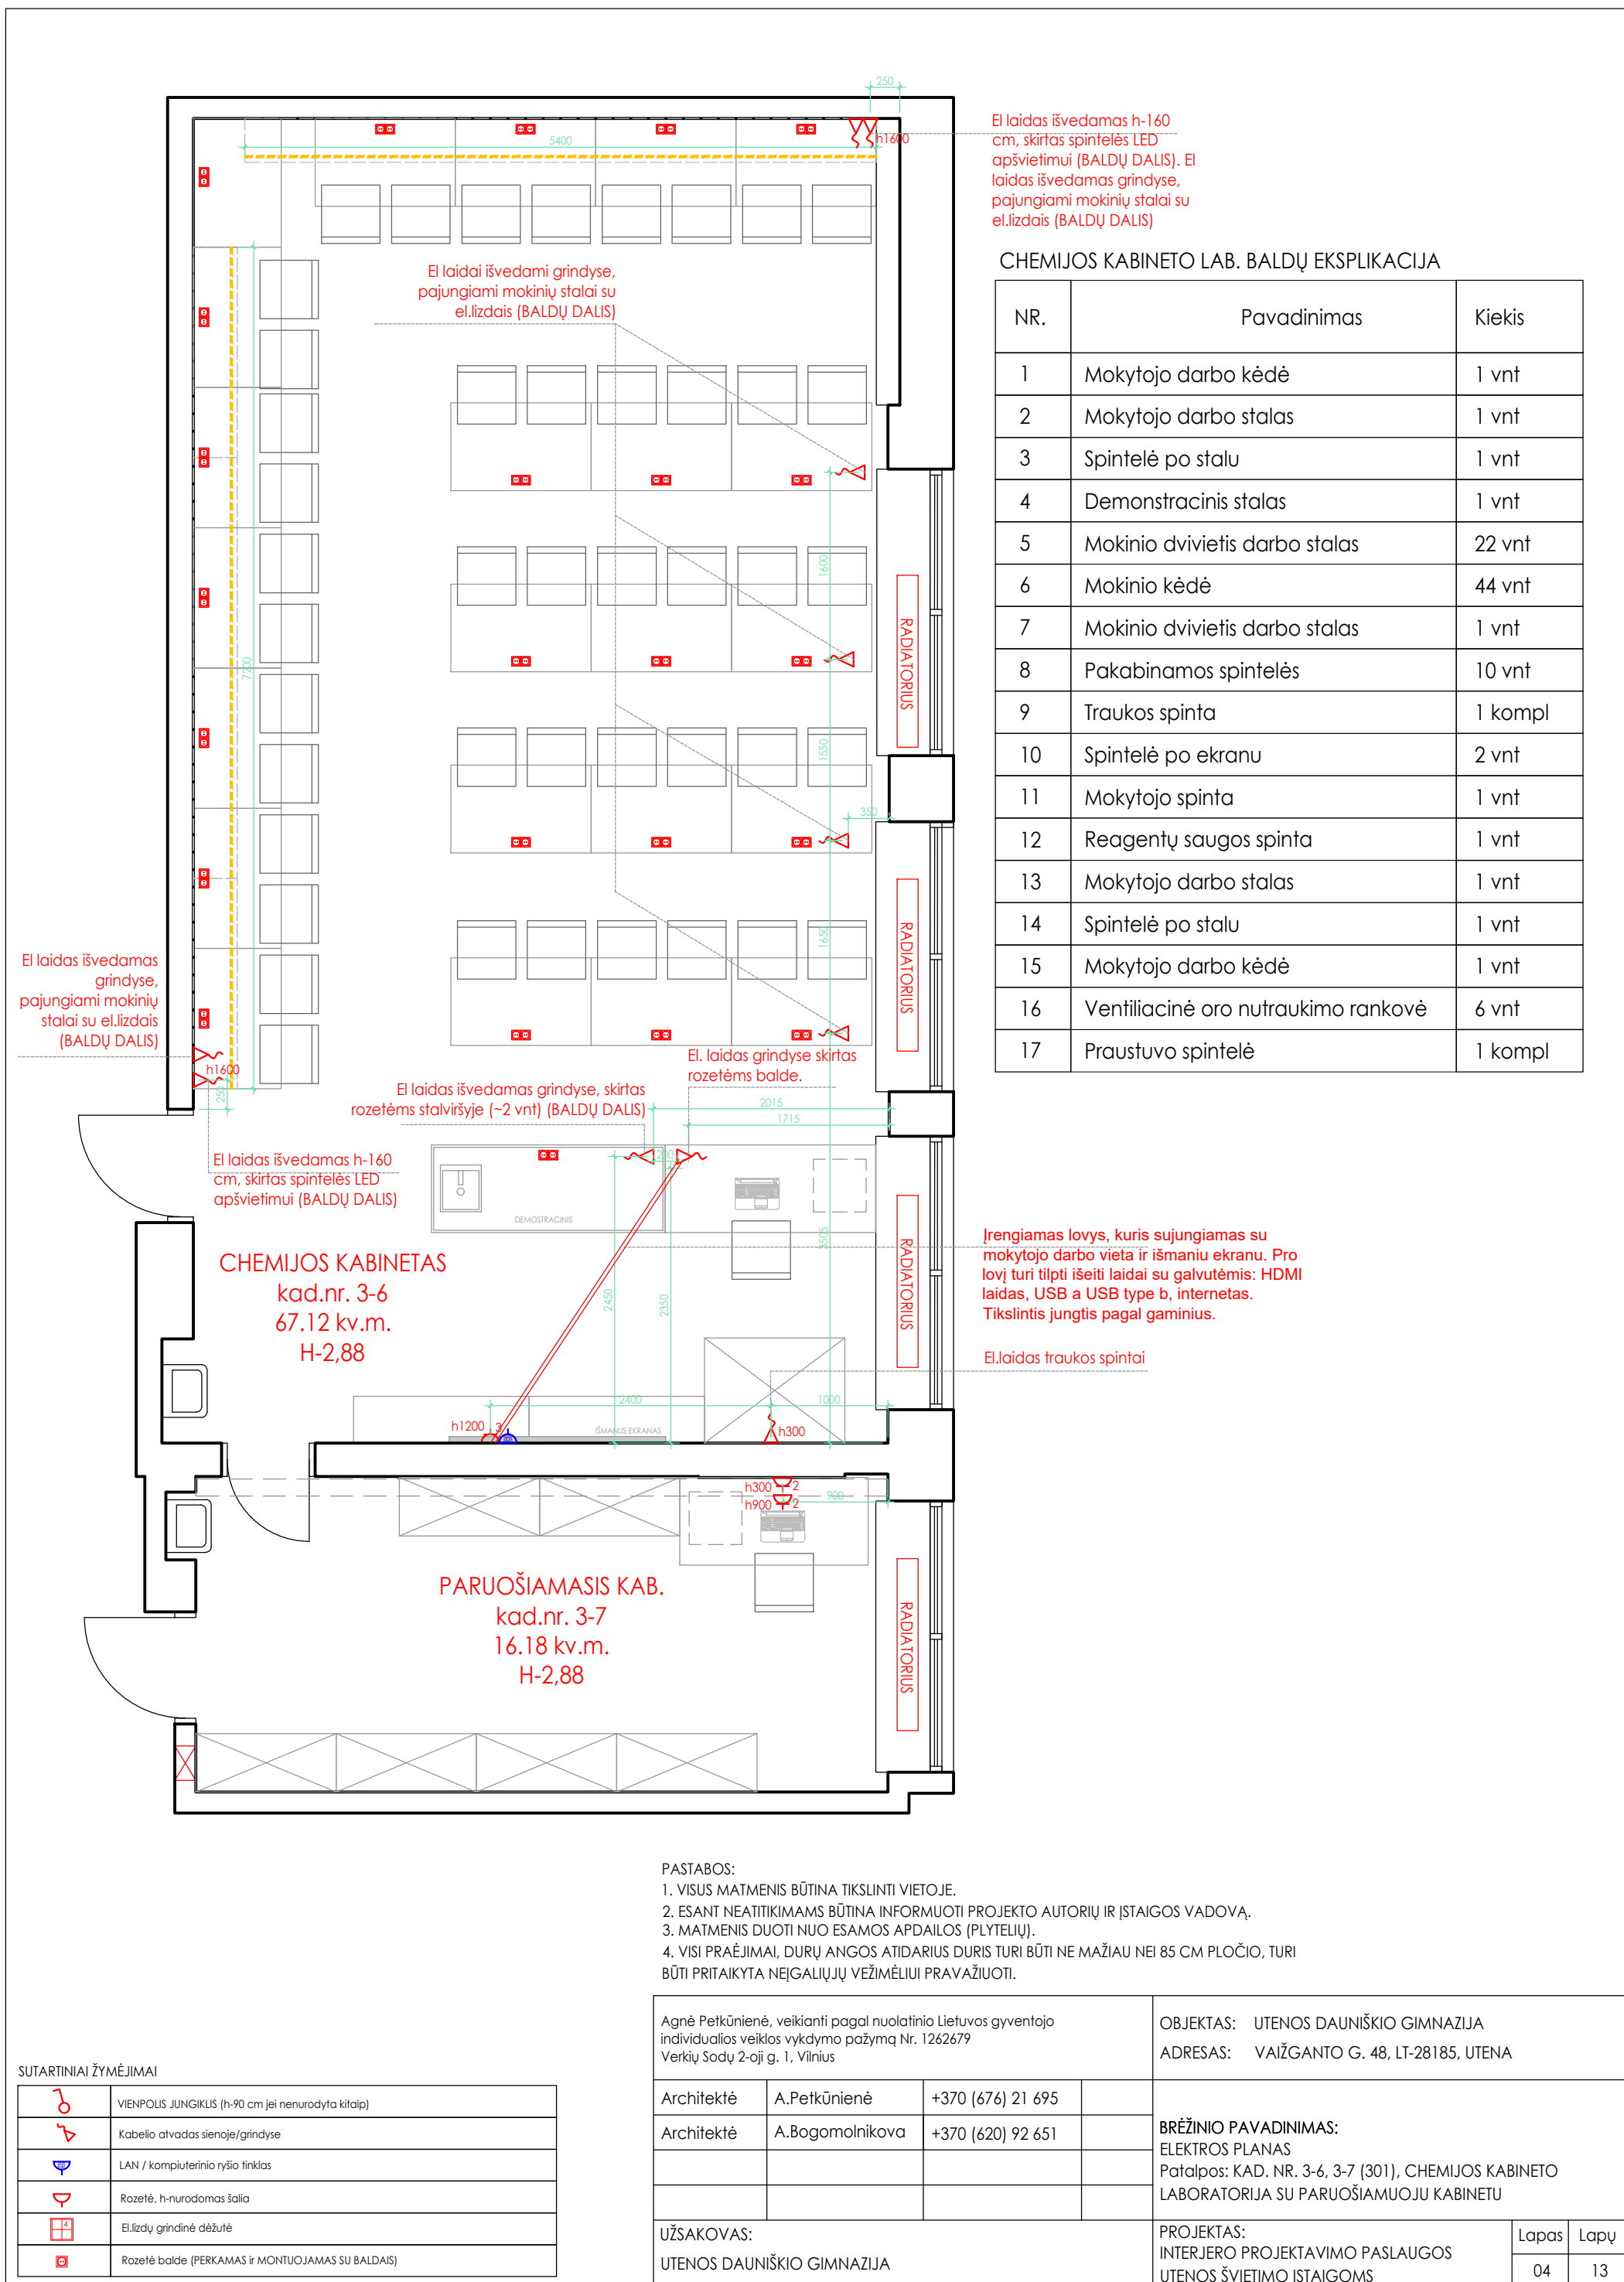 250
El laidas išvedamas h-160
cm, skirtas spintelės LED
apšvietimui (BALDŲ DALIS). El
laidas išvedamas grindyse,
pajungiami mokinių stalai su
el.lizdais (BALDŲ DALIS)
h1600
5400
El laidai išvedami grindyse,
pajungiami mokinių stalai su
el.lizdais (BALDŲ DALIS)
CHEMIJOS KABINETO LAB. BALDŲ EKSPLIKACIJA
NR. Pavadinimas Kiekis
1 Mokytojo darbo kėdė 1 vnt
2 Mokytojo darbo stalas 1 vnt
3 Spintelė po stalu 1 vnt
4 Demonstracinis stalas 1 vnt
5 Mokinio dvivietis darbo stalas 22 vnt
6 Mokinio kėdė 44 vnt
7 Mokinio dvivietis darbo stalas 1 vnt
8 Pakabinamos spintelės 10 vnt
9 Traukos spinta 1 kompl
10 Spintelė po ekranu 2 vnt
11 Mokytojo spinta 1 vnt
12 Reagentų saugos spinta 1 vnt
13 Mokytojo darbo stalas 1 vnt
14 Spintelė po stalu 1 vnt
15 Mokytojo darbo kėdė 1 vnt
16 Ventiliacinė oro nutraukimo rankovė 6 vnt
17 Praustuvo spintelė 1 kompl
1600
RADIATORIUS
7200
1550
350
1650
RADIATORIUS
El laidas išvedamas
grindyse,
pajungiami mokinių
stalai su el.lizdais
(BALDŲ DALIS)
h1600
250
El. laidas grindyse skirtas
rozetėms balde.
El laidas išvedamas grindyse, skirtas
rozetėms stalviršyje (~2 vnt) (BALDŲ DALIS)
2015
1715
El laidas išvedamas h-160
cm, skirtas spintelės LED
apšvietimui (BALDŲ DALIS)
DEMOSTRACINIS
2505
2450
2350
RADIATORIUS
Įrengiamas lovys, kuris sujungiamas su
mokytojo darbo vieta ir išmaniu ekranu. Pro
lovį turi tilpti išeiti laidai su galvutėmis: HDMI
laidas, USB a USB type b, internetas.
Tikslintis jungtis pagal gaminius.
El.laidas traukos spintai
CHEMIJOS KABINETAS
kad.nr. 3-6
67.12 kv.m.
H-2,88
2400
1000
h1200 3
IŠMANUS EKRANAS
h300
h300 2
h900 2
900
PARUOŠIAMASIS KAB.
kad.nr. 3-7
16.18 kv.m.
H-2,88
RADIATORIUS
PASTABOS:
1. VISUS MATMENIS BŪTINA TIKSLINTI VIETOJE.
2. ESANT NEATITIKIMAMS BŪTINA INFORMUOTI PROJEKTO AUTORIŲ IR ĮSTAIGOS VADOVĄ.
3. MATMENIS DUOTI NUO ESAMOS APDAILOS (PLYTELIŲ).
4. VISI PRAĖJIMAI, DURŲ ANGOS ATIDARIUS DURIS TURI BŪTI NE MAŽIAU NEI 85 CM PLOČIO, TURI
BŪTI PRITAIKYTA NEĮGALIŲJŲ VEŽIMĖLIUI PRAVAŽIUOTI.
SUTARTINIAI ŽYMĖJIMAI
VIENPOLIS JUNGIKLIS (h-90 cm jei nenurodyta kitaip)
Kabelio atvadas sienoje/grindyse
LAN / kompiuterinio ryšio tinklas
Rozetė, h-nurodomas šalia
4 El.lizdų grindinė dėžutė
Rozetė balde (PERKAMAS ir MONTUOJAMAS SU BALDAIS)
Agnė Petkūnienė, veikianti pagal nuolatinio Lietuvos gyventojo
individualios veiklos vykdymo pažymą Nr. 1262679
Verkių Sodų 2-oji g. 1, Vilnius
OBJEKTAS: UTENOS DAUNIŠKIO GIMNAZIJA
ADRESAS: VAIŽGANTO G. 48, LT-28185, UTENA
Architektė A.Petkūnienė +370 (676) 21 695
Architektė A.Bogomolnikova +370 (620) 92 651
BRĖŽINIO PAVADINIMAS:
ELEKTROS PLANAS
Patalpos: KAD. NR. 3-6, 3-7 (301), CHEMIJOS KABINETO
LABORATORIJA SU PARUOŠIAMUOJU KABINETU
UŽSAKOVAS:
UTENOS DAUNIŠKIO GIMNAZIJA
PROJEKTAS:
INTERJERO PROJEKTAVIMO PASLAUGOS
UTENOS ŠVIETIMO ĮSTAIGOMS
Lapas Lapų
04 13